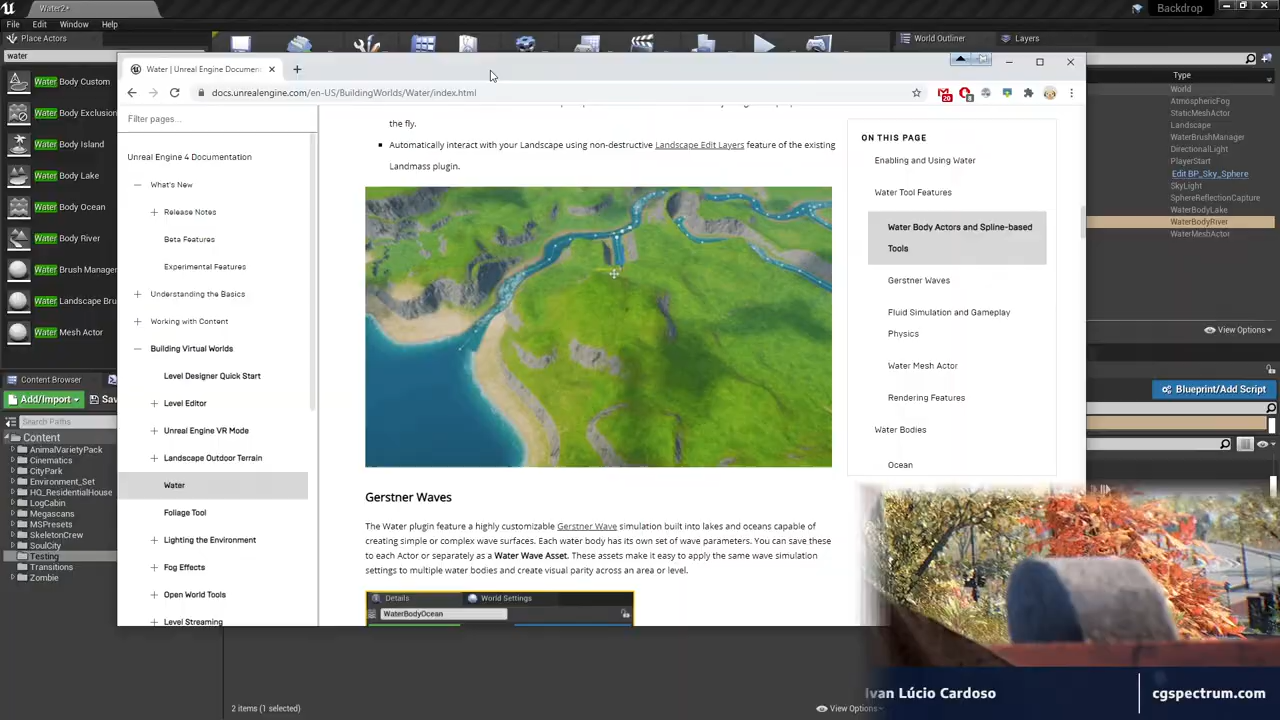 Water2•
Backdrop
File Edit Window Help
Place Actors
World Outliner
Layers
water
Water Body Custom
Water Body Exclusion
Water Body Island
Water Body Lake
Water Body Ocean
Water Body River
Water Brush Manager
Water Landscape Bru
Water Mesh Actor
Type
World
AtmosphericFog
StaticMeshActor
Landscape
WaterBrushManager
DirectionalLight
PlayerStart
Edit BP_Sky_Sphere
SkyLight
SphereReflectionCapture
WaterBodyLake
WaterBodyRiver
WaterMeshActor
View Options
Blueprint/Add Script
Content Browser
Add/Import
Sav
Search Paths
Content
AnimalVarietyPack
Cinematics
CityPark
Environment_Set
HQ_ResidentialHouse
LogCabin
Megascans
MSPresets
SkeletonCrew
SoulCity
Testing
Transitions
Zombie
2 items (1 selected)
View Options
Water | Unreal Engine Documen
docs.unrealengine.com/en-US/BuildingWorlds/Water/index.html
20
Filter pages...
Unreal Engine 4 Documentation
What's New
Release Notes
Beta Features
Experimental Features
Understanding the Basics
Working with Content
Building Virtual Worlds
Level Designer Quick Start
Level Editor
Unreal Engine VR Mode
Landscape Outdoor Terrain
Water
Foliage Tool
Lighting the Environment
Fog Effects
Open World Tools
Level Streaming
the fly.
Automatically interact with your Landscape using non-destructive Landscape Edit Layers feature of the existing
Landmass plugin.
Gerstner Waves
The Water plugin feature a highly customizable Gerstner Wave simulation built into lakes and oceans capable of
creating simple or complex wave surfaces. Each water body has its own set of wave parameters. You can save these
to each Actor or separately as a Water Wave Asset. These assets make it easy to apply the same wave simulation
settings to multiple water bodies and create visual parity across an area or level.
Details World Settings
WaterBodyOcean
ON THIS PAGE
Enabling and Using Water
Water Tool Features
Water Body Actors and Spline-based
Tools
Gerstner Waves
Fluid Simulation and Gameplay
Physics
Water Mesh Actor
Rendering Features
Water Bodies
Ocean
Ivan Lúcio Cardoso
cgspectrum.com